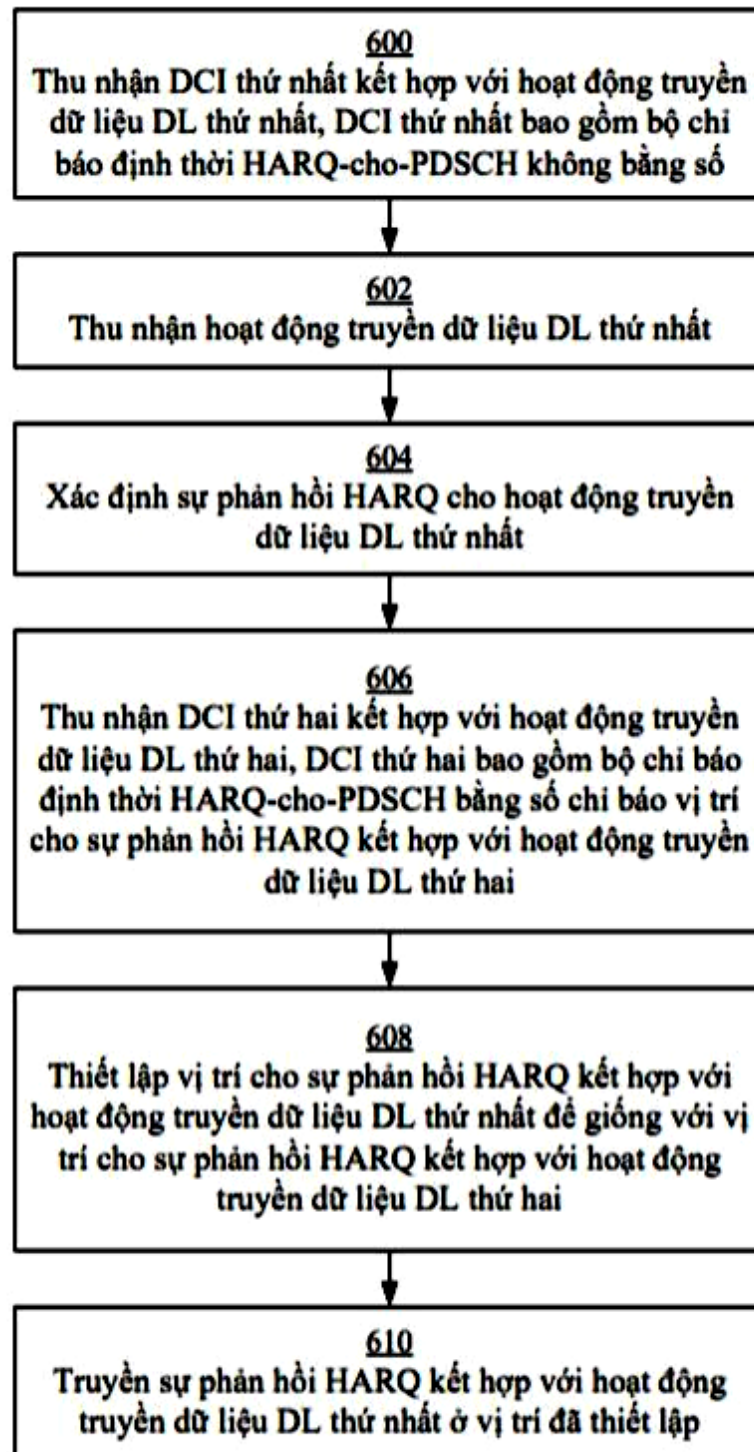 600
Thu nhận DCI thứ nhất kết hợp với hoạt động truyền
dữ liệu DL thứ nhất, DCI thứ nhất bao gồm bộ chỉ
báo định thời HARQ-cho-PDSCH không bằng số
602
Thu nhận hoạt động truyền dữ liệu DL thứ nhất
604
Xác định sự phản hồi HARQ cho hoạt động truyền
dữ liệu DL thứ nhất
606
Thu nhận DCI thứ hai kết hợp với hoạt động truyền
dữ liệu DL thứ hai, DCI thứ hai bao gồm bộ chỉ báo
định thời HARQ-cho-PDSCH bằng số chỉ báo vị trí
cho sự phản hồi HARQ kết hợp với hoạt động truyền
dữ liệu DL thứ hai
608
Thiết lập vị trí cho sự phản hồi HARQ kết hợp với
hoạt động truyền dữ liệu DL thứ nhất để giống với vị
trí cho sự phản hồi HARQ kết hợp với hoạt động
truyền dữ liệu DL thứ hai
610
Truyền sự phản hồi HARQ kết hợp với hoạt động
truyền dữ liệu DL thứ nhất ở vị trí đã thiết lập